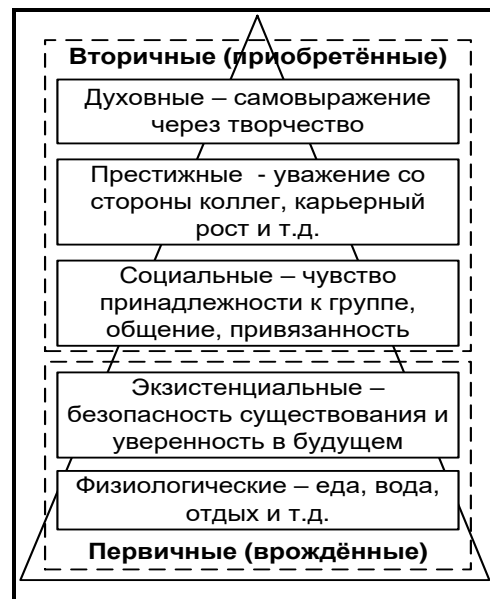 Вторичные (приобретённые)
Духовные – самовыражение
через творчество
Престижные - уважение со
стороны коллег, карьерный
рост и т.д.
Социальные – чувство
принадлежности к группе,
общение, привязанность
Экзистенциальные –
безопасность существования и
уверенность в будущем
Физиологические – еда, вода,
отдых и т.д.
Первичные (врождённые)